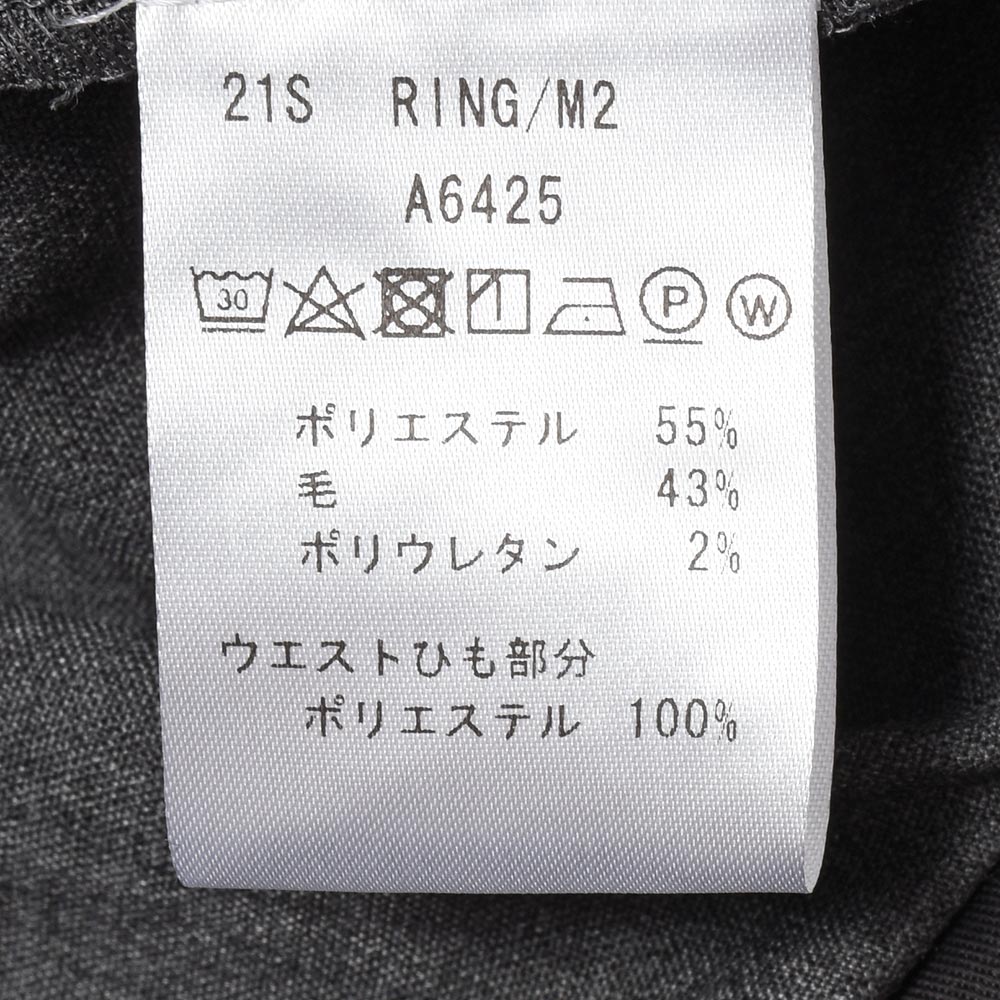 21S RING/M2
A6425
30 P W
ポリエステル 55%
毛 43%
ポリウレタン 2%
ウエストひも部分
ポリエステル 100%